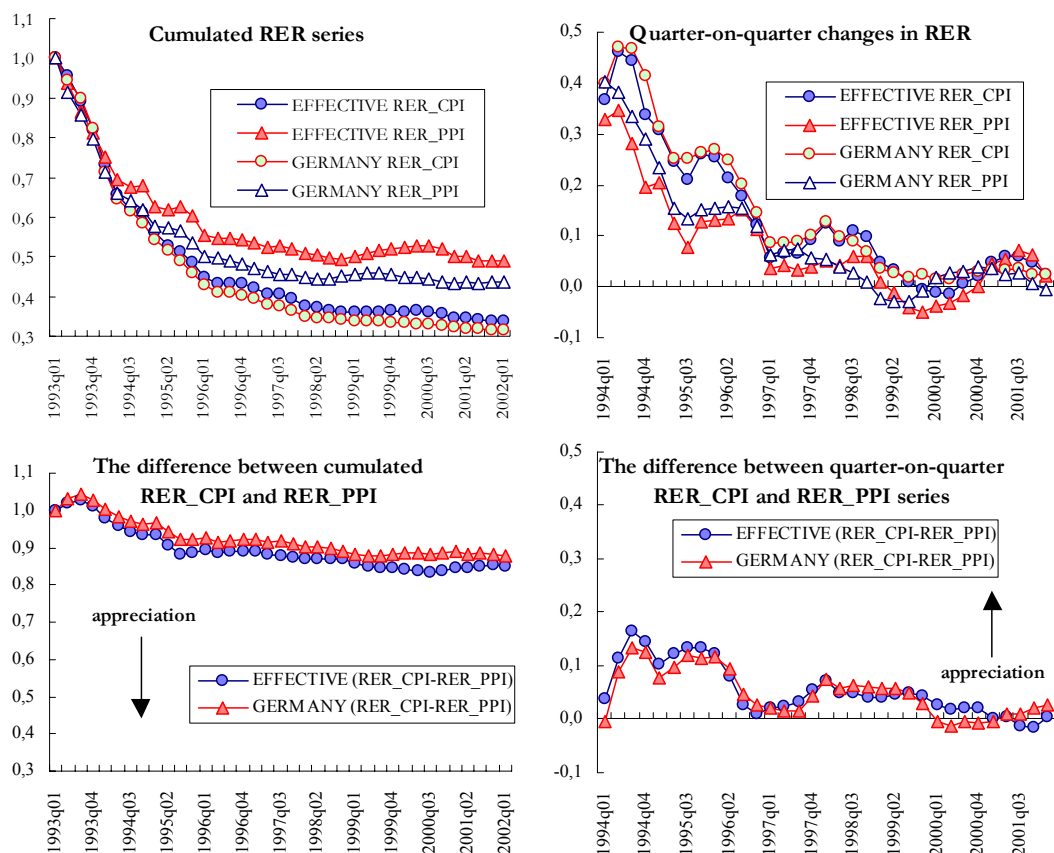 Cumulated RER series
1,1
1,0
0,9
0,8
0,7
0,6
0,5
0,4
0,3
EFFECTIVE RER_CPI
EFFECTIVE RER_PPI
GERMANY RER_CPI
GERMANY RER_PPI
1993q01
1993q04
1994q03
1995q02
1996q01
1996q04
1997q03
1998q02
1999q01
1999q04
2000q03
2001q02
2002q01
Quarter-on-quarter changes in RER
0,5
0,4
0,3
0,2
0,1
0,0
-0,1
EFFECTIVE RER_CPI
EFFECTIVE RER_PPI
GERMANY RER_CPI
GERMANY RER_PPI
1994q01
1994q04
1995q03
1996q02
1997q01
1997q04
1998q03
1999q02
2000q01
2000q04
2001q03
The difference between cumulated
RER_CPI and RER_PPI
1,1
1,0
0,9
0,8
0,7
0,6
0,5
0,4
0,3
appreciation
EFFECTIVE (RER_CPI-RER_PPI)
GERMANY (RER_CPI-RER_PPI)
1993q01
1993q04
1994q03
1995q02
1996q01
1996q04
1997q03
1998q02
1999q01
1999q04
2000q03
2001q02
2002q01
The difference between quarter-on-quarter
RER_CPI and RER_PPI series
0,5
0,4
0,3
0,2
0,1
0,0
-0,1
EFFECTIVE (RER_CPI-RER_PPI)
GERMANY (RER_CPI-RER_PPI)
appreciation
1994q01
1994q04
1995q03
1996q02
1997q01
1997q04
1998q03
1999q02
2000q01
2000q04
2001q03